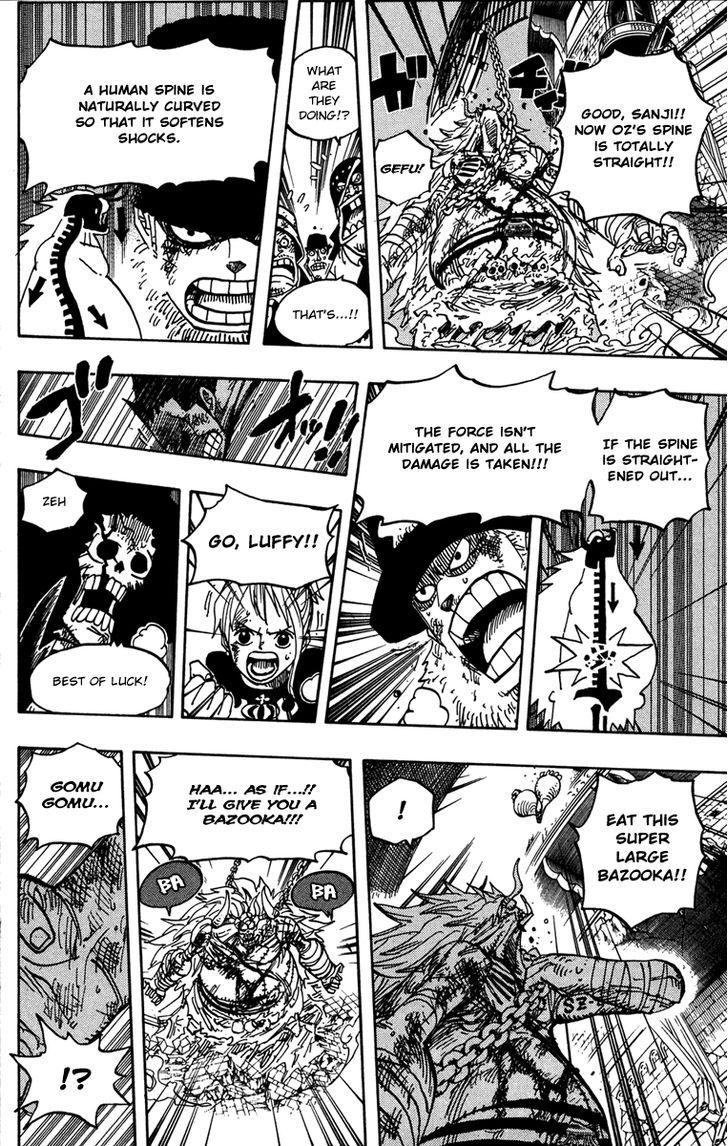 GOOD, SANJI!!
NOW OZ'S SPINE
IS TOTALLY
STRAIGHT!!
ガ
チャ
GEFU!
WHAT
ARE
THEY
DOING!?
THAT'S...!!
A HUMAN SPINE IS
NATURALLY CURVED
SO THAT IT SOFTENS
SHOCKS.
IF THE SPINE
IS STRAIGHT-
ENED OUT...
THE FORCE ISN'T
MITIGATED, AND ALL THE
DAMAGE IS TAKEN!!!
GO, LUFFY!!
ZEH
BEST OF LUCK!
EAT THIS
SUPER
LARGE
BAZOOKA!!
!
HAA... AS IF...!!
I'LL GIVE YOU A
BAZOOKA!!!
BA
BA
GOMU
GOMU...
!?